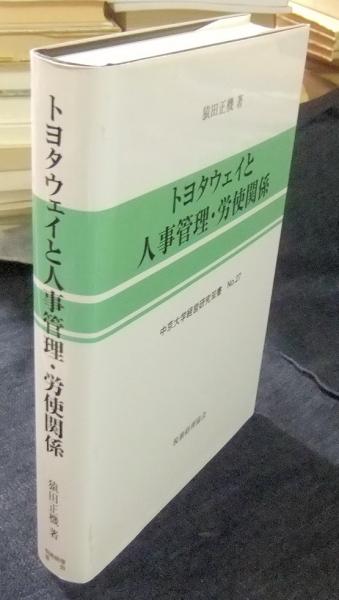 猿田正機 著
トヨタウェイと
人事管理・労使関係
中京大学経営研究双書 No.27
税務経理協会
トヨタウェイと人事管理・労使関係
猿田正機 著